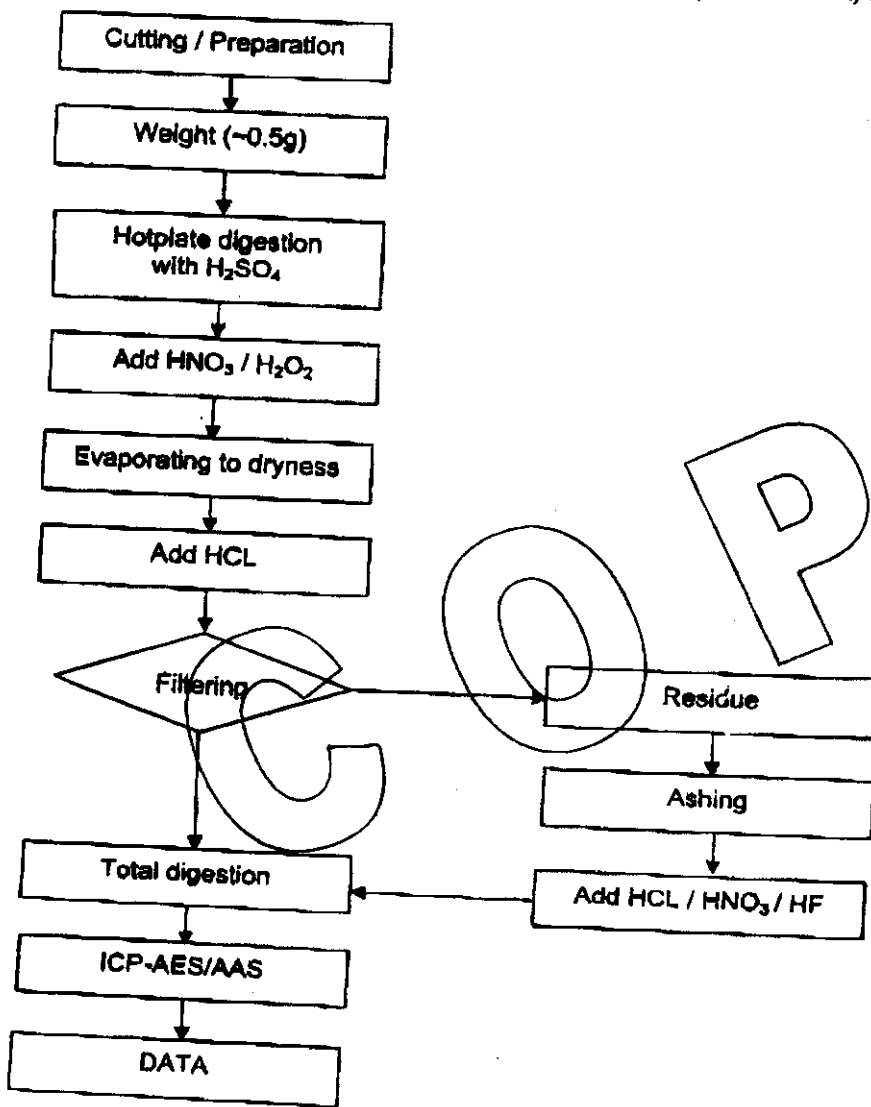 Cutting / Preparation
Weight (~0.5g)
Hotplate digestion
with H₂SO₄
Add HNO₃ / H₂O₂
Evaporating to dryness
Add HCL
Filtering
Residue
Ashing
Add HCL / HNO₃ / HF
Total digestion
ICP-AES/AAS
DATA
COP